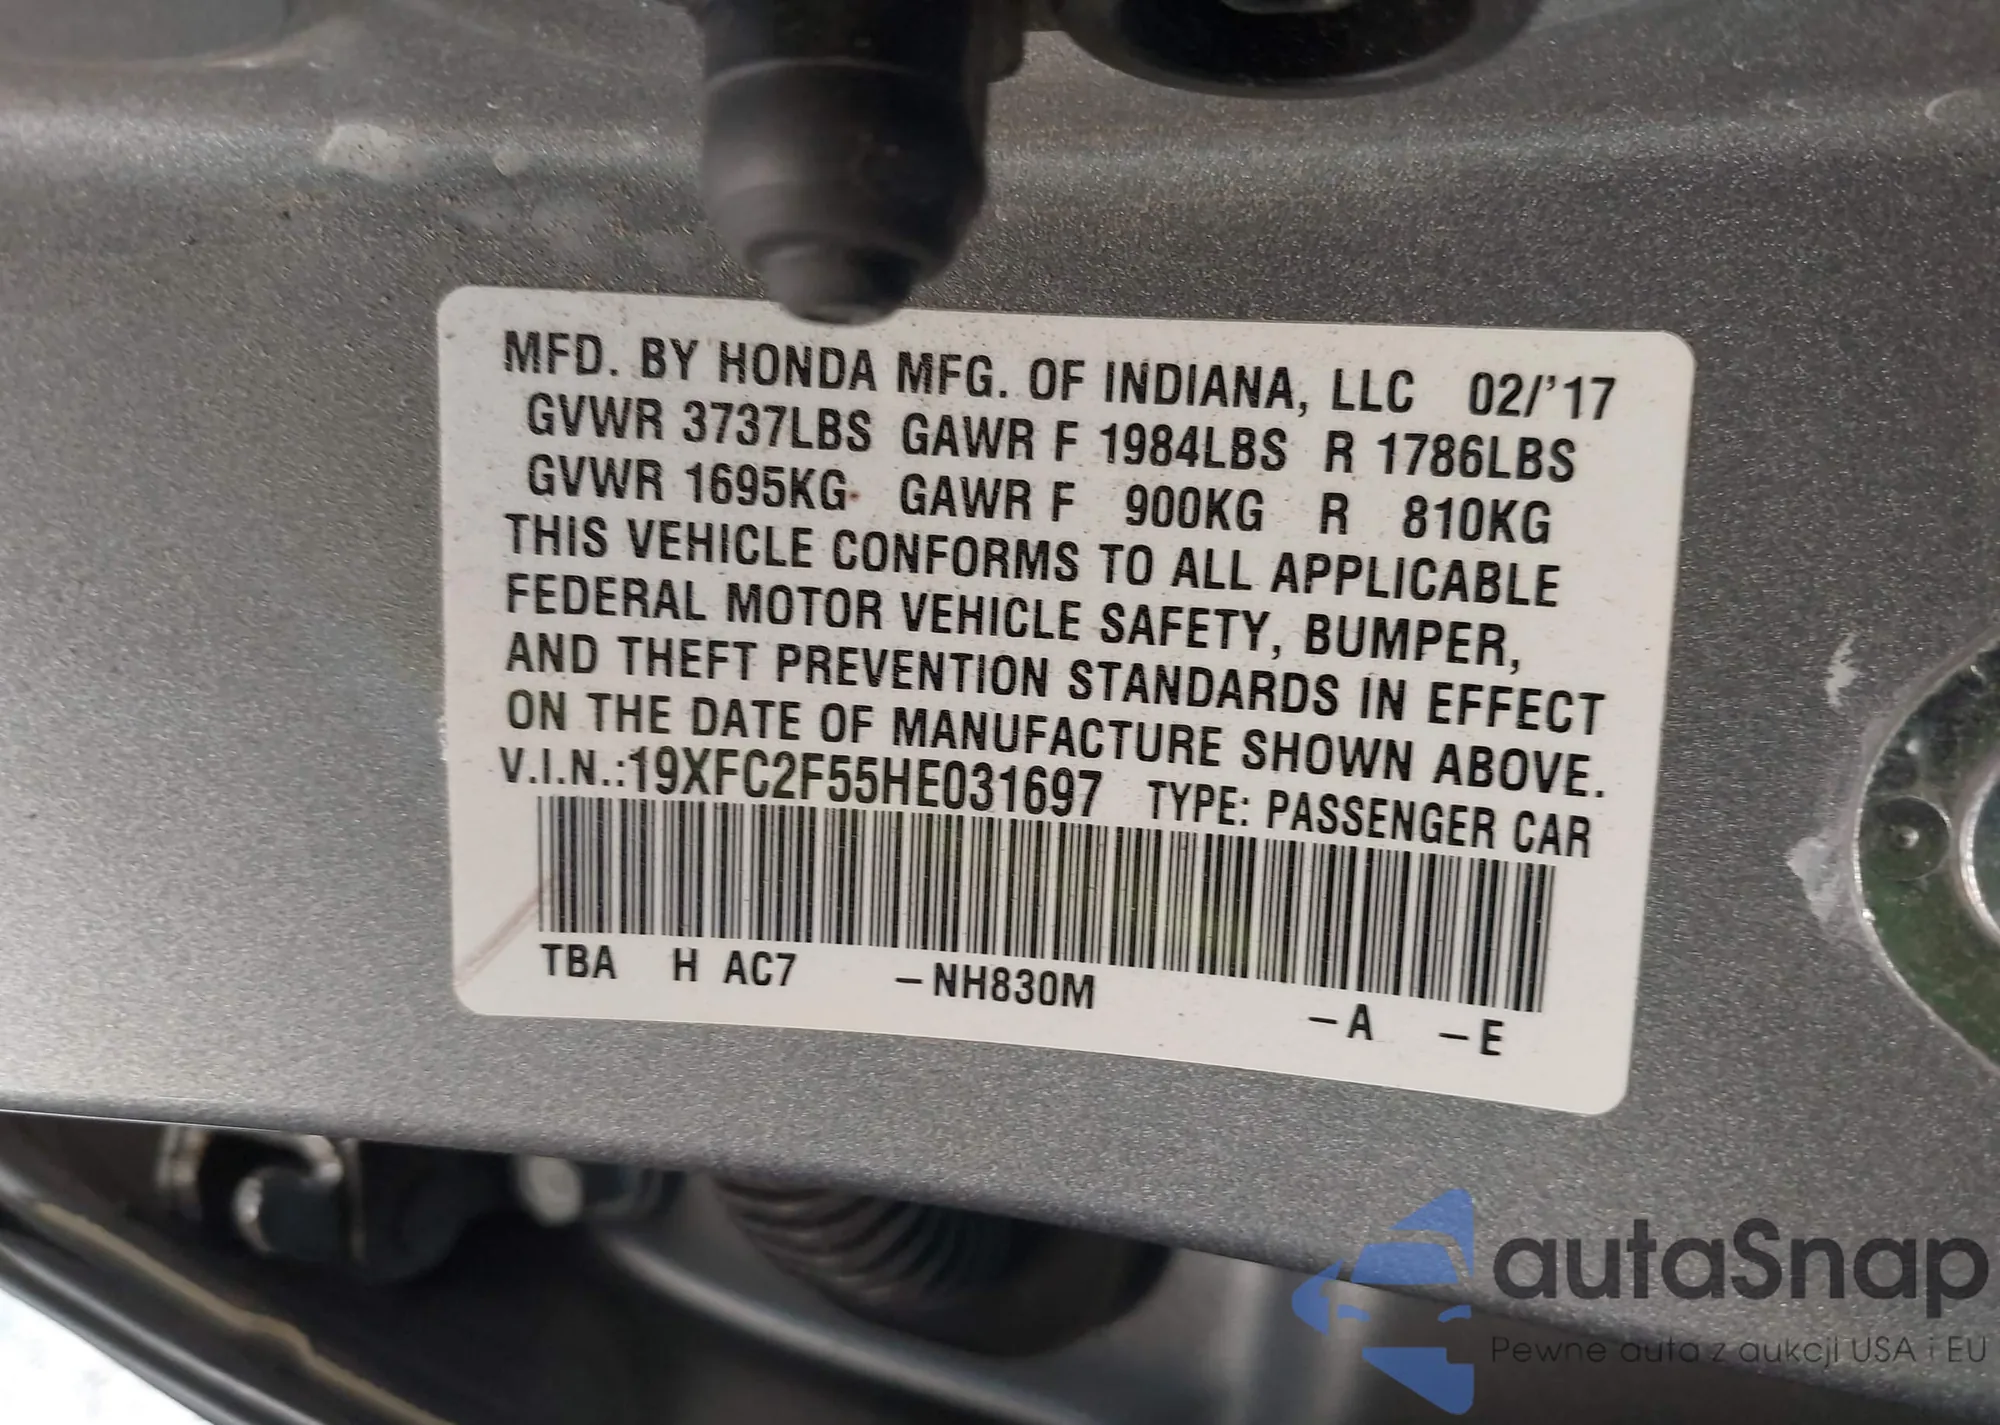 MFD. BY HONDA MFG. OF INDIANA, LLC 02/'17
GVWR 3737LBS GAWR F 1984LBS R 1786LBS
GVWR 1695KG GAWR F 900KG R 810KG
THIS VEHICLE CONFORMS TO ALL APPLICABLE
FEDERAL MOTOR VEHICLE SAFETY, BUMPER,
AND THEFT PREVENTION STANDARDS IN EFFECT
ON THE DATE OF MANUFACTURE SHOWN ABOVE.
V.I.N.:19XFC2F55HE031697 TYPE: PASSENGER CAR
TBA H AC7 –NH830M –A –E
autaSnap
Pewne auta z aukcji USA i EU